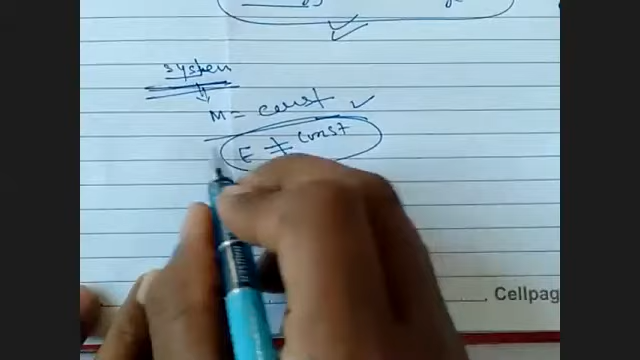 system
M = const ✓
E ≠ const
Cellpag